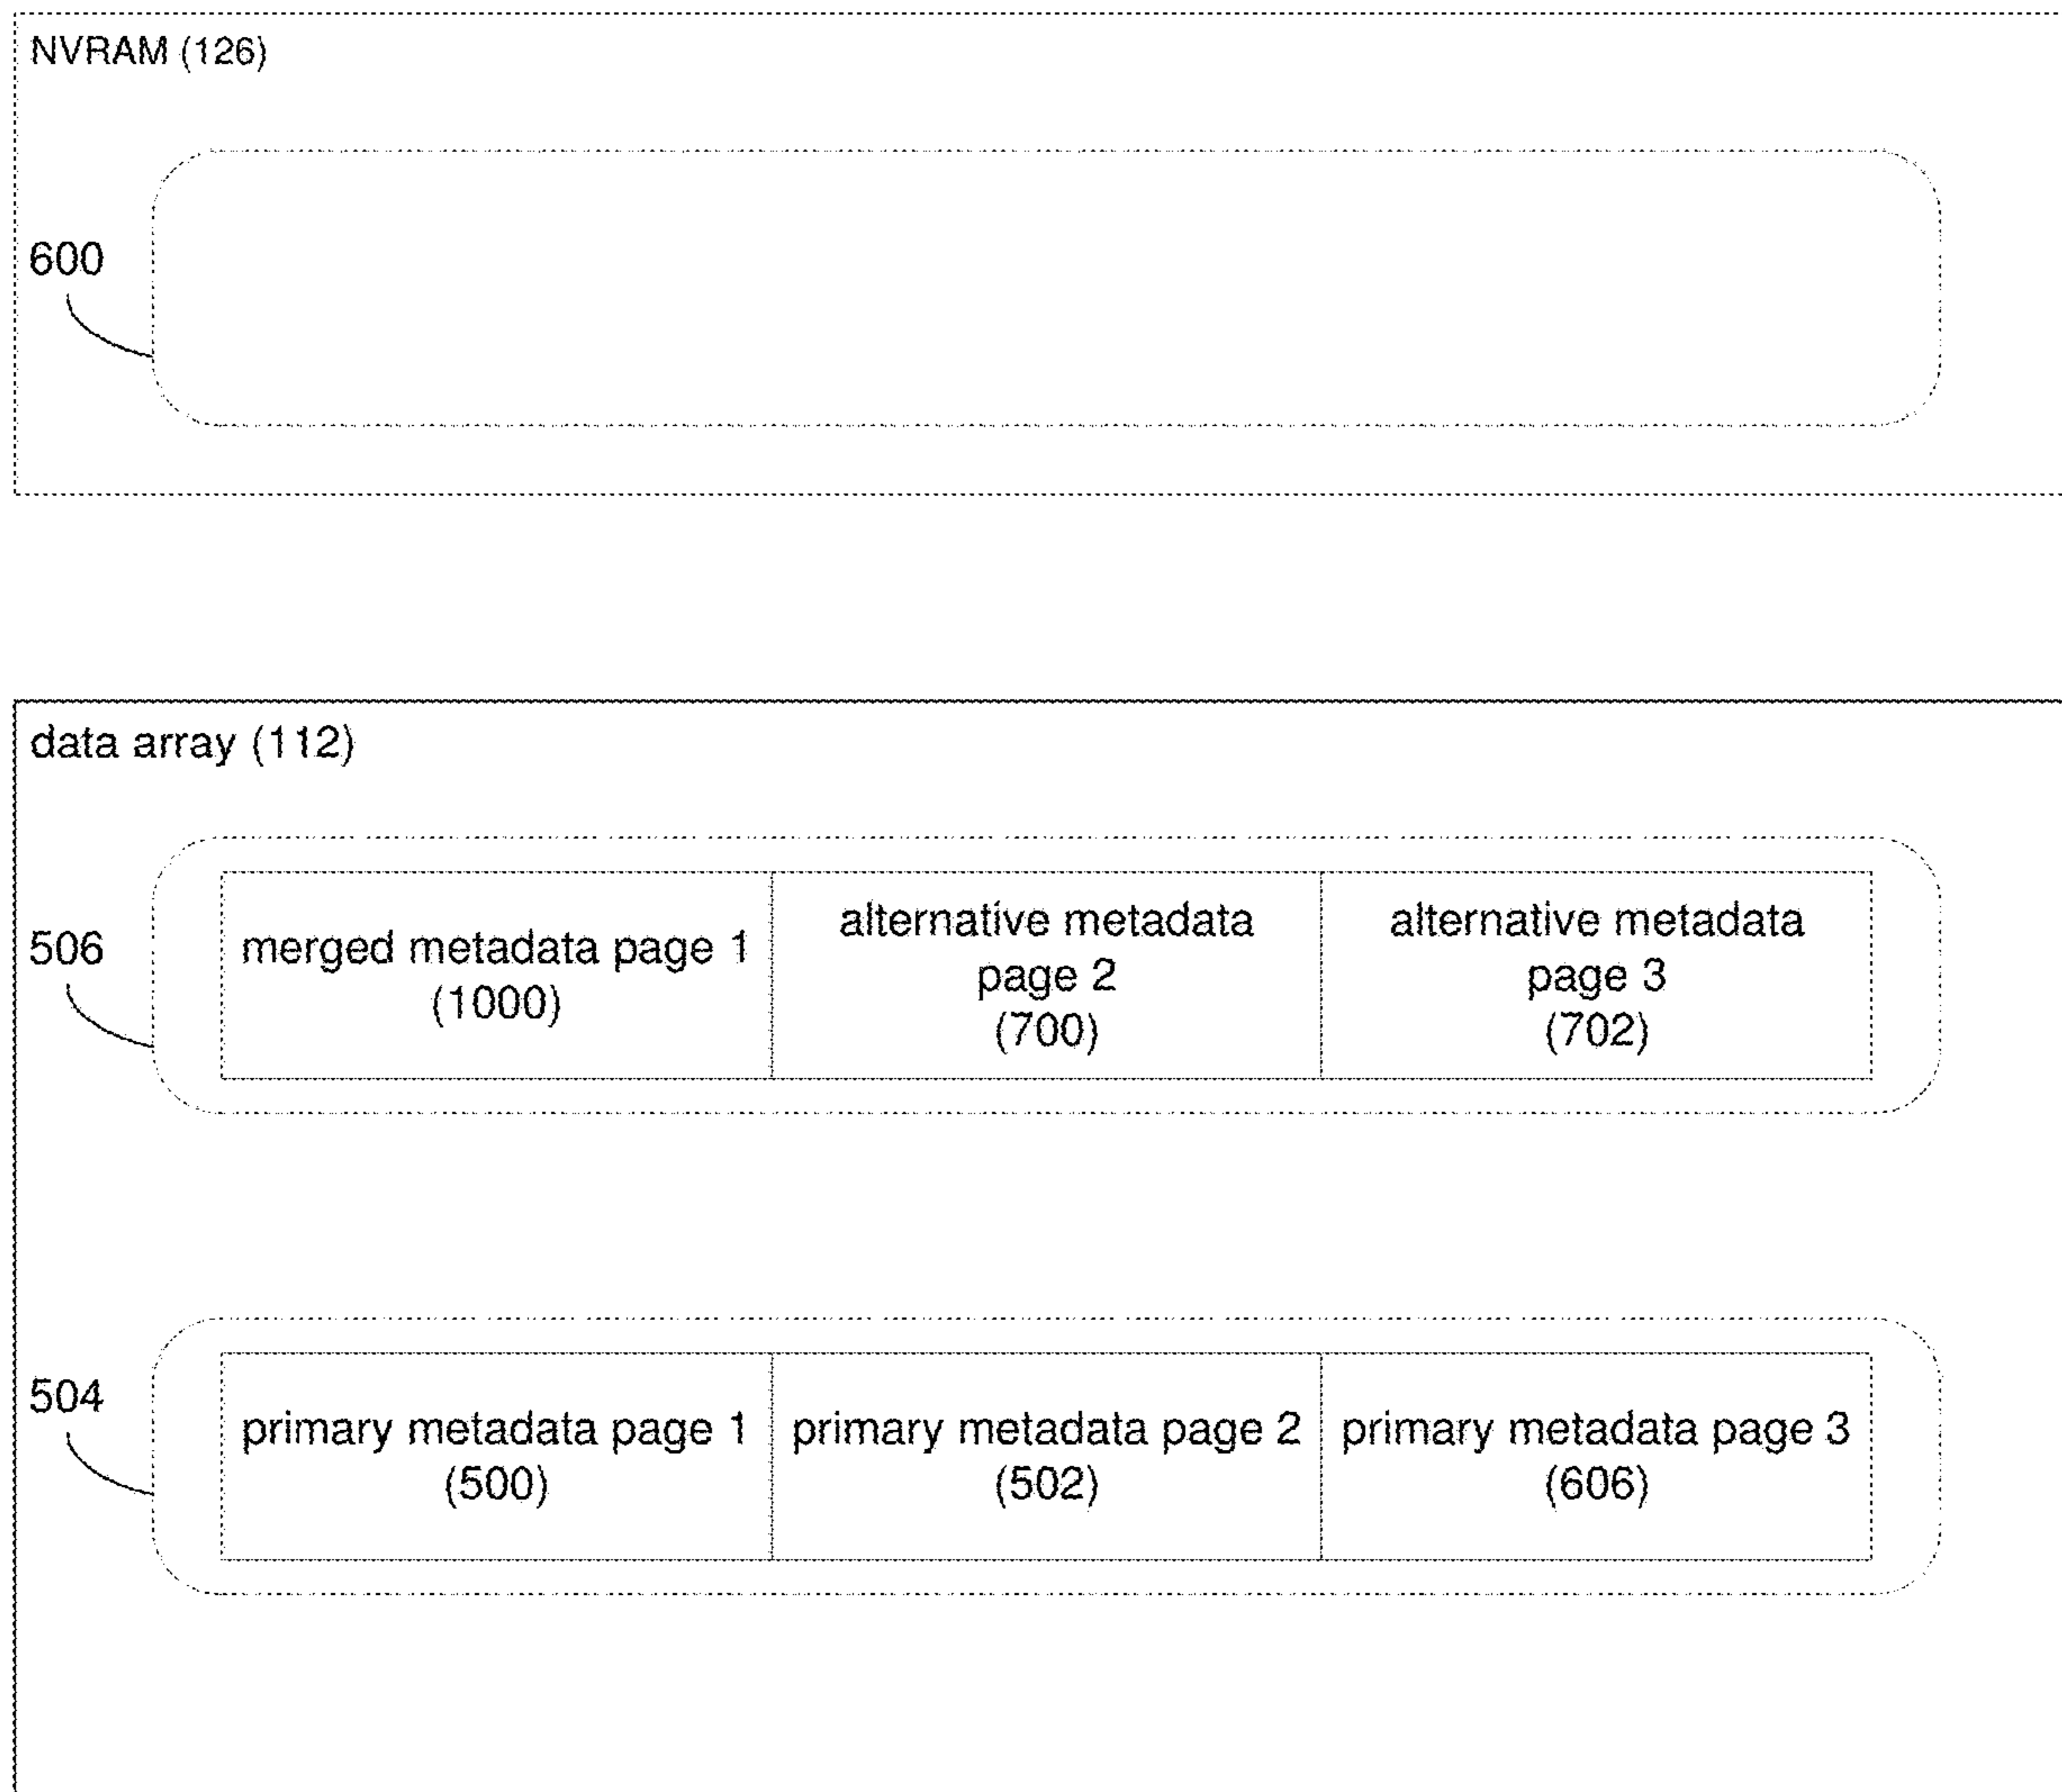 NVRAM (126)
600
data array (112)
506
merged metadata page 1
(1000)
alternative metadata
page 2
(700)
alternative metadata
page 3
(702)
504
primary metadata page 1
(500)
primary metadata page 2
(502)
primary metadata page 3
(606)